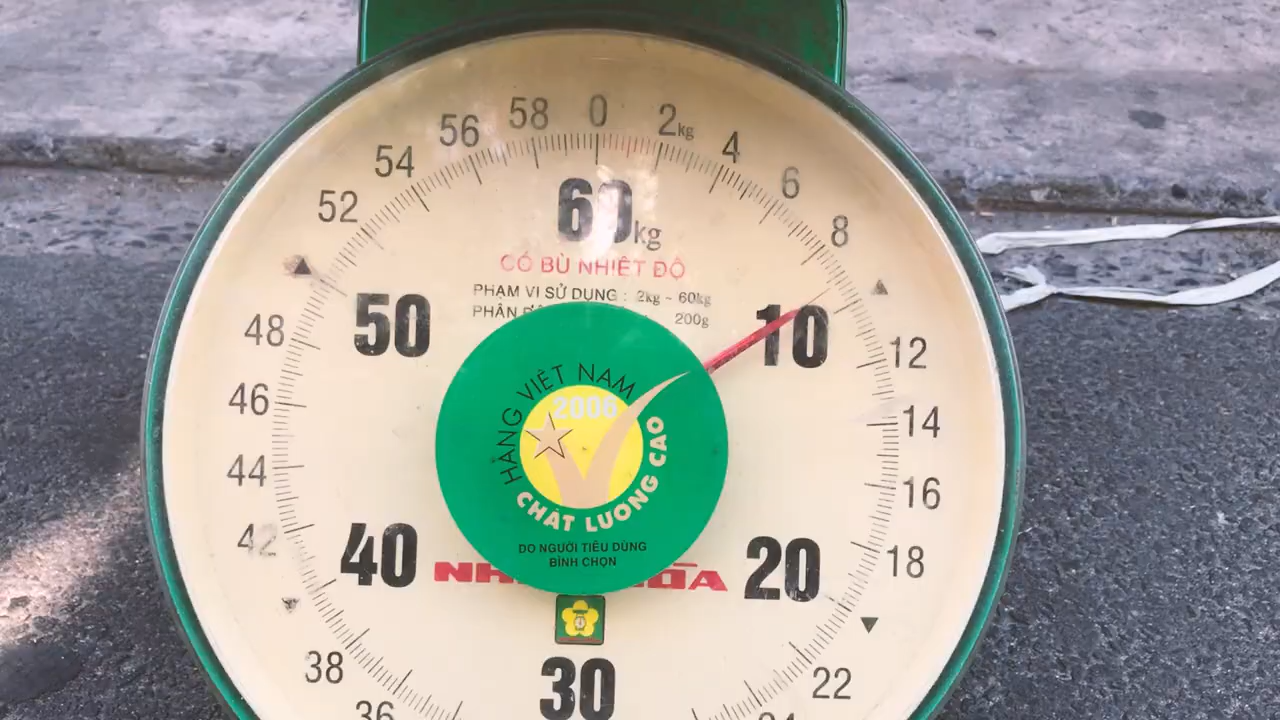 0
58
2kg
56
4
54
6
52
60kg
8
CÓ BÙ NHIỆT ĐỘ
PHẠM VI SỬ DỤNG : 2kg ~ 60kg
PHÂN
200g
50
10
48
12
HÀNG VIỆT NAM
2006
46
14
CHẤT LƯỢNG CAO
44
16
42
40
20
18
DO NGƯỜI TIÊU DÙNG
BÌNH CHỌN
38
30
22
36